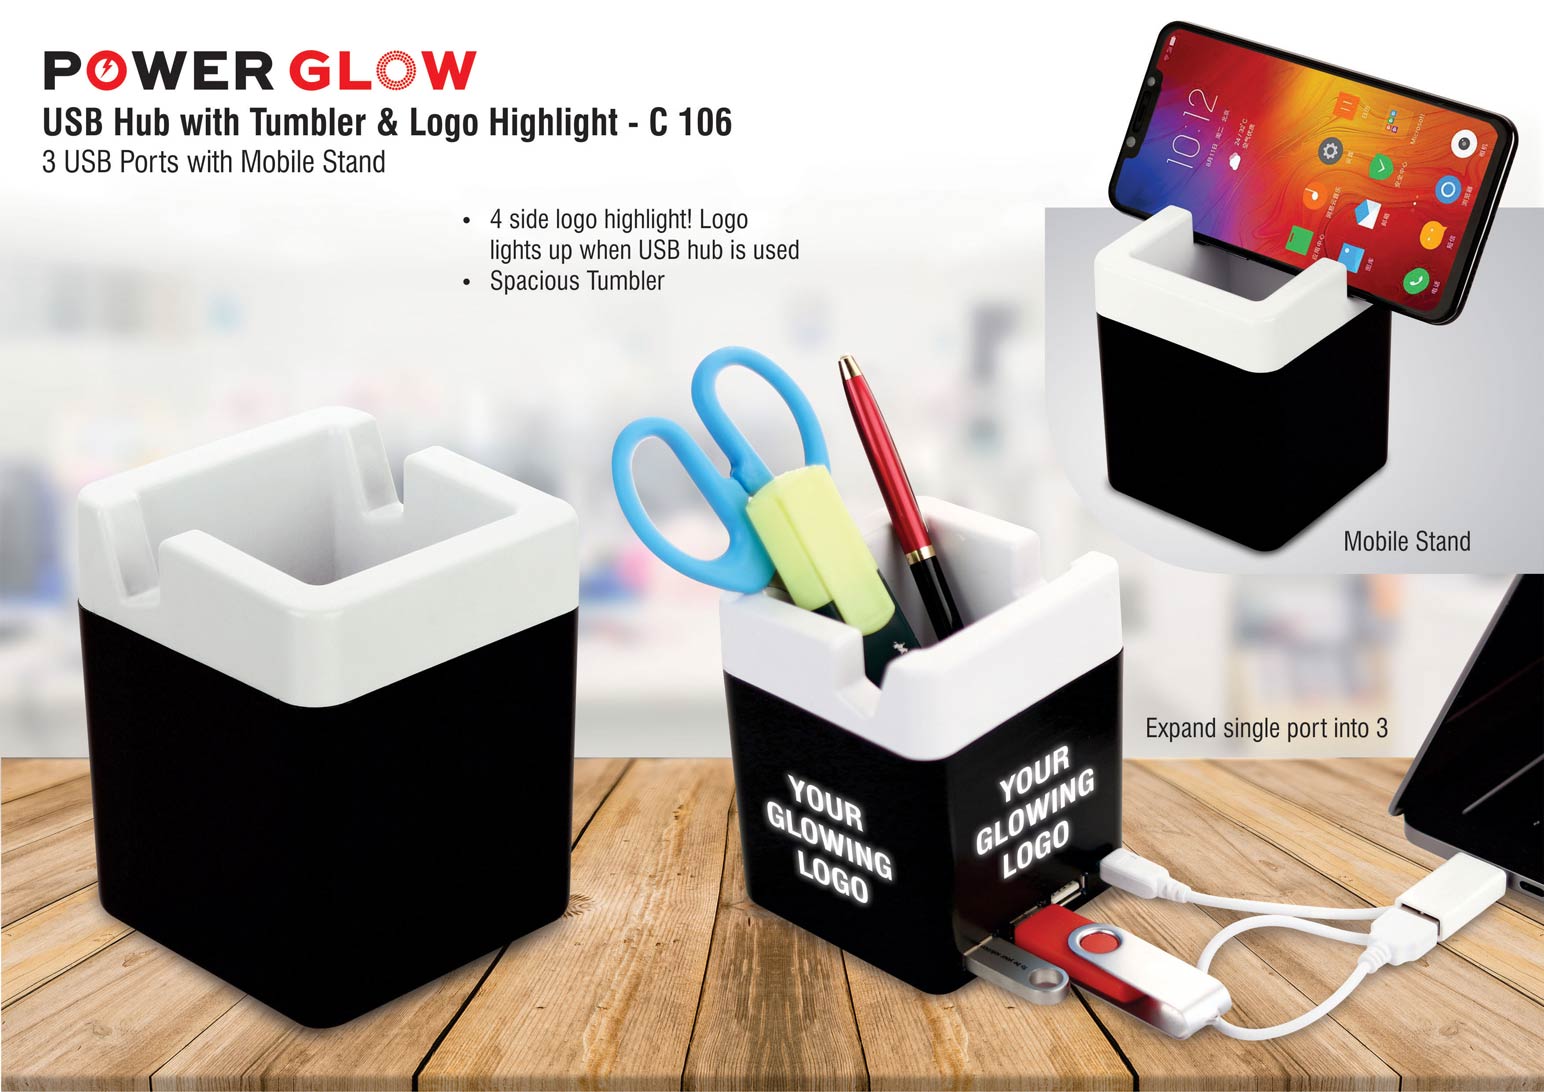 POWER GLOW
USB Hub with Tumbler & Logo Highlight - C 106
3 USB Ports with Mobile Stand
• 4 side logo highlight! Logo
lights up when USB hub is used
• Spacious Tumbler
10:12
Microsoft
Mobile Stand
Expand single port into 3
YOUR
GLOWING
LOGO
YOUR
GLOWING
LOGO